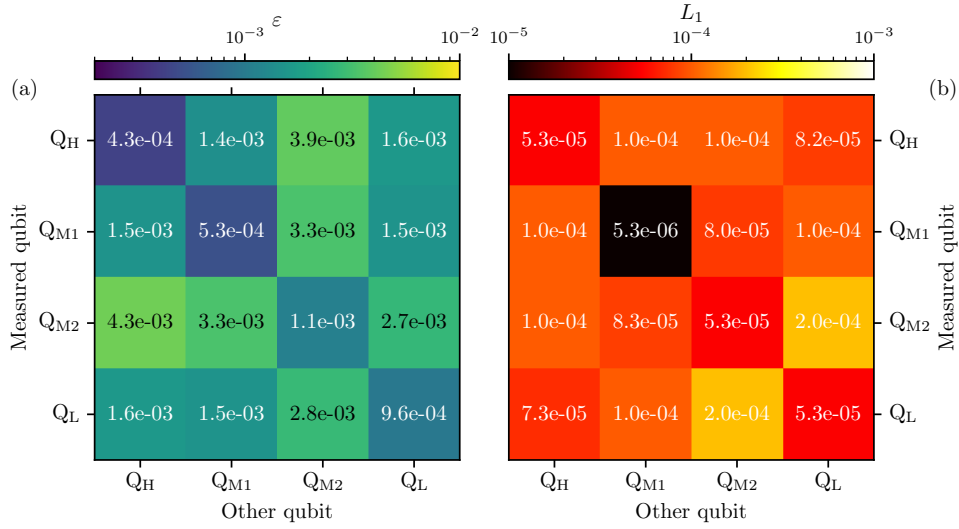 ε
10⁻³
10⁻²
L₁
10⁻⁵
10⁻⁴
10⁻³
(a)
Measured qubit
Q_H 4.3e-04 1.4e-03 3.9e-03 1.6e-03
Q_M1 1.5e-03 5.3e-04 3.3e-03 1.5e-03
Q_M2 4.3e-03 3.3e-03 1.1e-03 2.7e-03
Q_L 1.6e-03 1.5e-03 2.8e-03 9.6e-04
Q_H Q_M1 Q_M2 Q_L
Other qubit
(b)
5.3e-05 1.0e-04 1.0e-04 8.2e-05 Q_H
1.0e-04 5.3e-06 8.0e-05 1.0e-04 Q_M1
1.0e-04 8.3e-05 5.3e-05 2.0e-04 Q_M2
7.3e-05 1.0e-04 2.0e-04 5.3e-05 Q_L
Measured qubit
Q_H Q_M1 Q_M2 Q_L
Other qubit